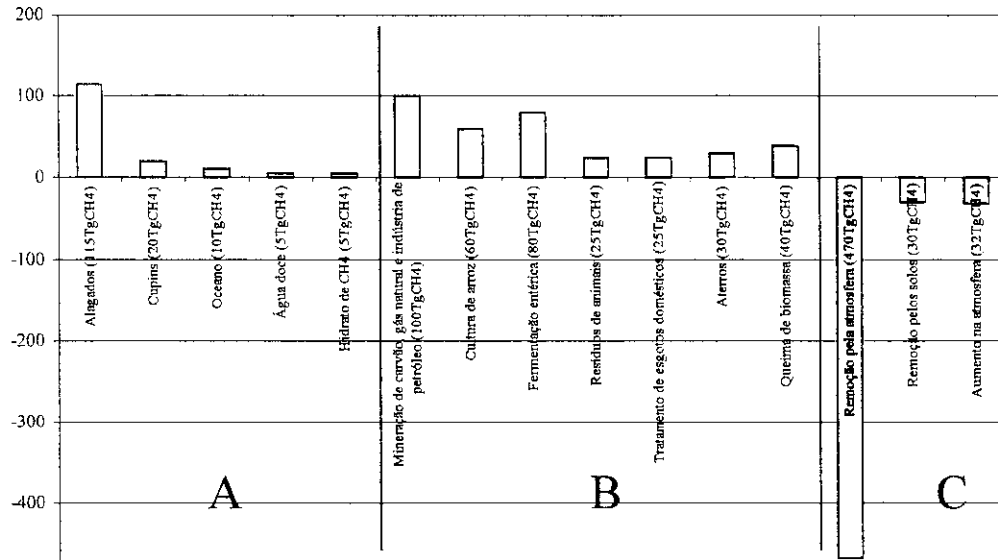 200
100
0
-100
-200
-300
-400
Alagados (115TgCH4)
Cupins (20TgCH4)
Oceano (10TgCH4)
Água doce (5TgCH4)
Hidrato de CH4 (5TgCH4)
Mineração de carvão, gás natural e indústria de
petróleo (100TgCH4)
Cultura de arroz (60TgCH4)
Fermentação entérica (80TgCH4)
Resíduos de animais (25TgCH4)
Tratamento de esgotos domésticos (25TgCH4)
Aterros (30TgCH4)
Queima de biomassa (40TgCH4)
Remoção pela atmosfera (470TgCH4)
Remoção pelos solos (30TgCH4)
Aumento na atmosfera (32TgCH4)
A
B
C